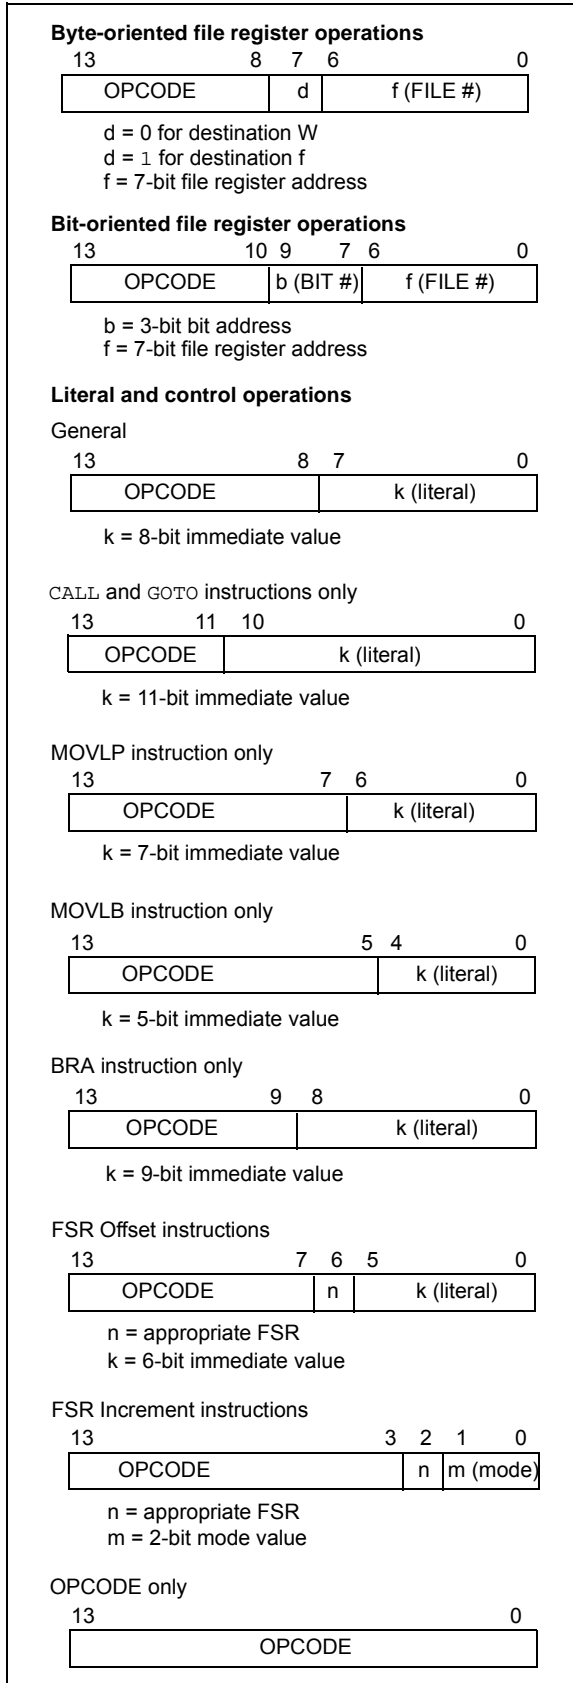 Byte-oriented file register operations
13 8 7 6 0
OPCODE d f (FILE #)
d = 0 for destination W
d = 1 for destination f
f = 7-bit file register address
Bit-oriented file register operations
13 10 9 7 6 0
OPCODE b (BIT #) f (FILE #)
b = 3-bit bit address
f = 7-bit file register address
Literal and control operations
General
13 8 7 0
OPCODE k (literal)
k = 8-bit immediate value
CALL and GOTO instructions only
13 11 10 0
OPCODE k (literal)
k = 11-bit immediate value
MOVLP instruction only
13 7 6 0
OPCODE k (literal)
k = 7-bit immediate value
MOVLB instruction only
13 5 4 0
OPCODE k (literal)
k = 5-bit immediate value
BRA instruction only
13 9 8 0
OPCODE k (literal)
k = 9-bit immediate value
FSR Offset instructions
13 7 6 5 0
OPCODE n k (literal)
n = appropriate FSR
k = 6-bit immediate value
FSR Increment instructions
13 3 2 1 0
OPCODE n m (mode)
n = appropriate FSR
m = 2-bit mode value
OPCODE only
13 0
OPCODE